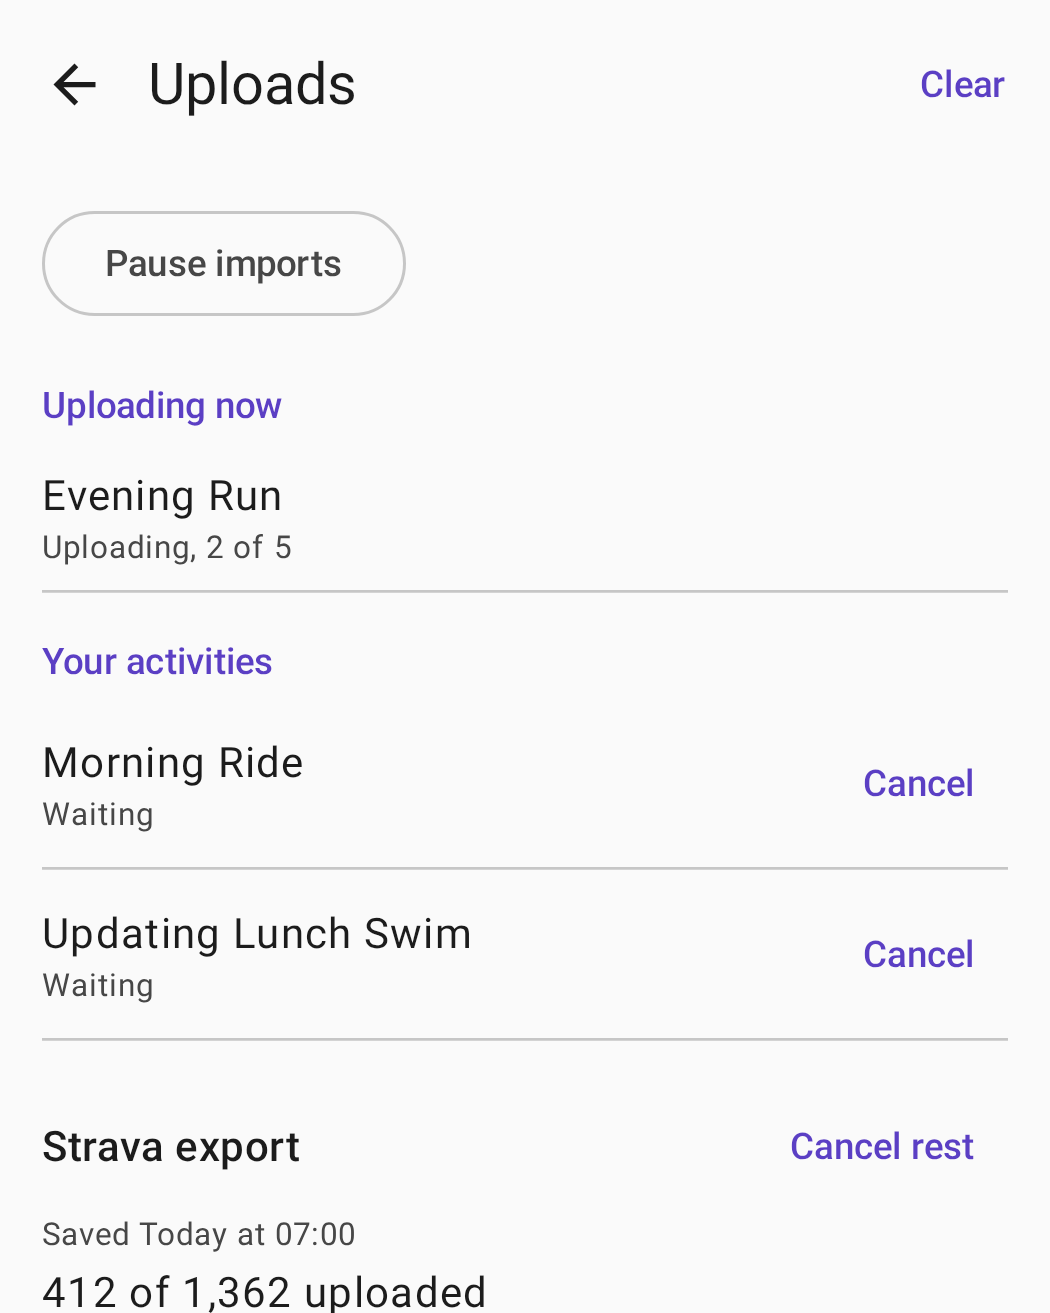 Uploads
Clear
Pause imports
Uploading now
Evening Run
Uploading, 2 of 5
Your activities
Morning Ride
Waiting
Cancel
Updating Lunch Swim
Waiting
Cancel
Strava export
Cancel rest
Saved Today at 07:00
412 of 1,362 uploaded